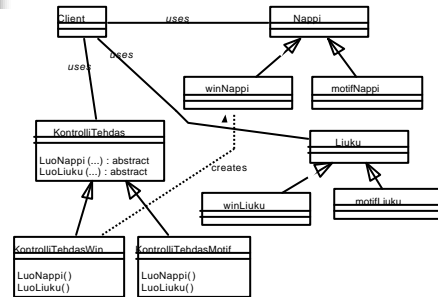 Client
uses
Nappi
uses
uses
winNappi
motifNappi
KontrolliTehdas
LuoNappi (...) : abstract
LuoLiuku (...) : abstract
Liuku
creates
winLiuku
motifLiuku
KontrolliTehdasWin
LuoNappi()
LuoLiuku()
KontrolliTehdasMotif
LuoNappi()
LuoLiuku()